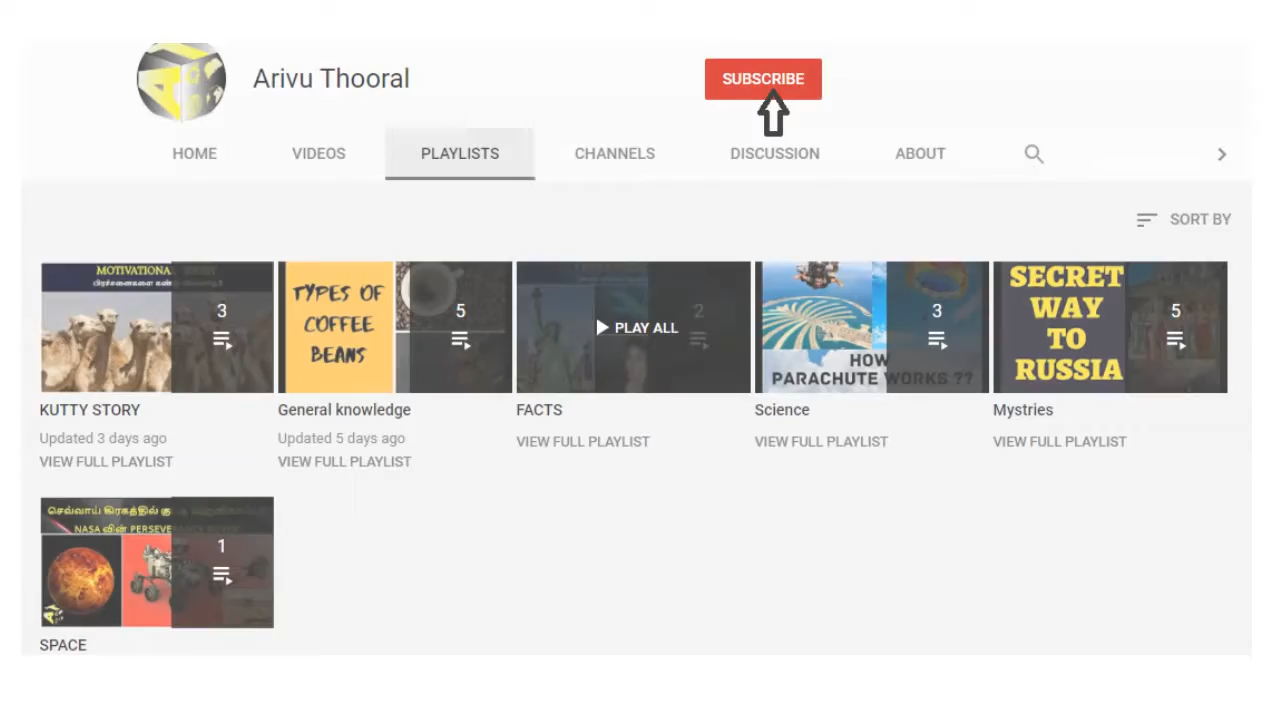 Arivu Thooral
SUBSCRIBE
HOME VIDEOS PLAYLISTS CHANNELS DISCUSSION ABOUT
SORT BY
MOTIVATIONAL STORY
3
KUTTY STORY
Updated 3 days ago
VIEW FULL PLAYLIST
TYPES OF
COFFEE
BEANS
5
General knowledge
Updated 5 days ago
VIEW FULL PLAYLIST
PLAY ALL
2
FACTS
VIEW FULL PLAYLIST
3
HOW
PARACHUTE WORKS ??
Science
VIEW FULL PLAYLIST
SECRET
WAY
TO
RUSSIA
5
Mystries
VIEW FULL PLAYLIST
செவ்வாய் கிரகத்தில்
NASA வின்
1
SPACE